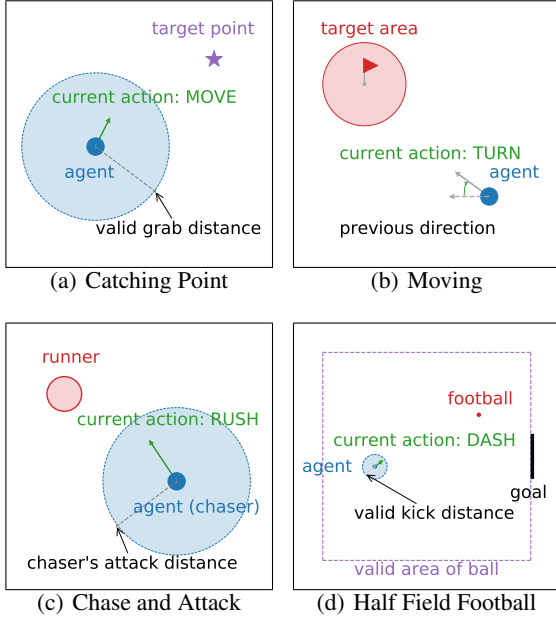 target point
current action: MOVE
agent
valid grab distance
(a) Catching Point
target area
current action: TURN
agent
previous direction
(b) Moving
runner
current action: RUSH
agent (chaser)
chaser's attack distance
(c) Chase and Attack
football
current action: DASH
agent
goal
valid kick distance
valid area of ball
(d) Half Field Football